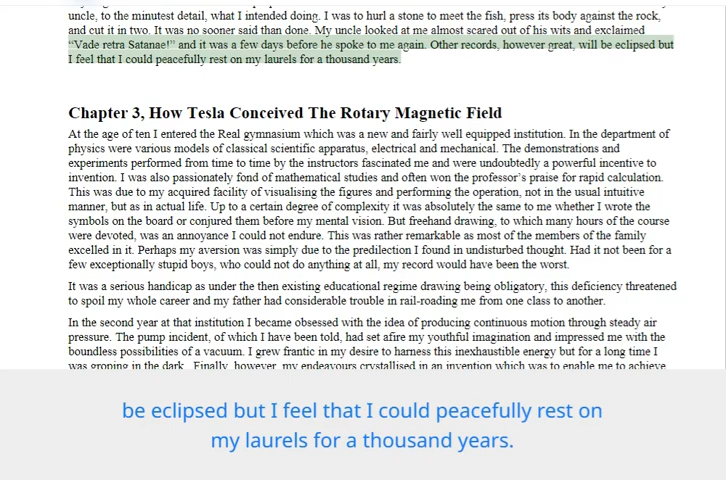 uncle, to the minutest detail, what I intended doing. I was to hurl a stone to meet the fish, press its body against the rock,
and cut it in two. It was no sooner said than done. My uncle looked at me almost scared out of his wits and exclaimed
“Vade retra Satanae!” and it was a few days before he spoke to me again. Other records, however great, will be eclipsed but
I feel that I could peacefully rest on my laurels for a thousand years.
Chapter 3, How Tesla Conceived The Rotary Magnetic Field
At the age of ten I entered the Real gymnasium which was a new and fairly well equipped institution. In the department of
physics were various models of classical scientific apparatus, electrical and mechanical. The demonstrations and
experiments performed from time to time by the instructors fascinated me and were undoubtedly a powerful incentive to
invention. I was also passionately fond of mathematical studies and often won the professor’s praise for rapid calculation.
This was due to my acquired facility of visualising the figures and performing the operation, not in the usual intuitive
manner, but as in actual life. Up to a certain degree of complexity it was absolutely the same to me whether I wrote the
symbols on the board or conjured them before my mental vision. But freehand drawing, to which many hours of the course
were devoted, was an annoyance I could not endure. This was rather remarkable as most of the members of the family
excelled in it. Perhaps my aversion was simply due to the predilection I found in undisturbed thought. Had it not been for a
few exceptionally stupid boys, who could not do anything at all, my record would have been the worst.
It was a serious handicap as under the then existing educational regime drawing being obligatory, this deficiency threatened
to spoil my whole career and my father had considerable trouble in rail-roading me from one class to another.
In the second year at that institution I became obsessed with the idea of producing continuous motion through steady air
pressure. The pump incident, of which I have been told, had set afire my youthful imagination and impressed me with the
boundless possibilities of a vacuum. I grew frantic in my desire to harness this inexhaustible energy but for a long time I
was groping in the dark. Finally, however, my endeavours crystallised in an invention which was to enable me to achieve
be eclipsed but I feel that I could peacefully rest on
my laurels for a thousand years.